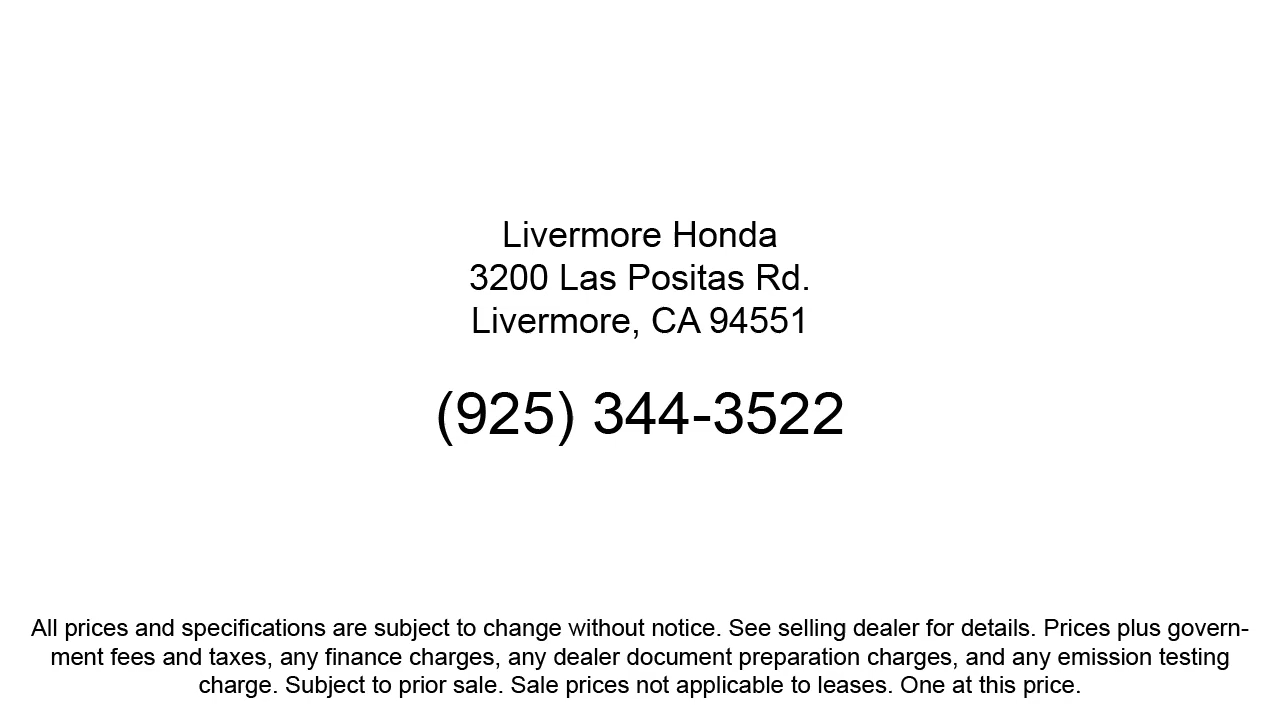 Livermore Honda
3200 Las Positas Rd.
Livermore, CA 94551
(925) 344-3522
All prices and specifications are subject to change without notice. See selling dealer for details. Prices plus govern-
ment fees and taxes, any finance charges, any dealer document preparation charges, and any emission testing
charge. Subject to prior sale. Sale prices not applicable to leases. One at this price.